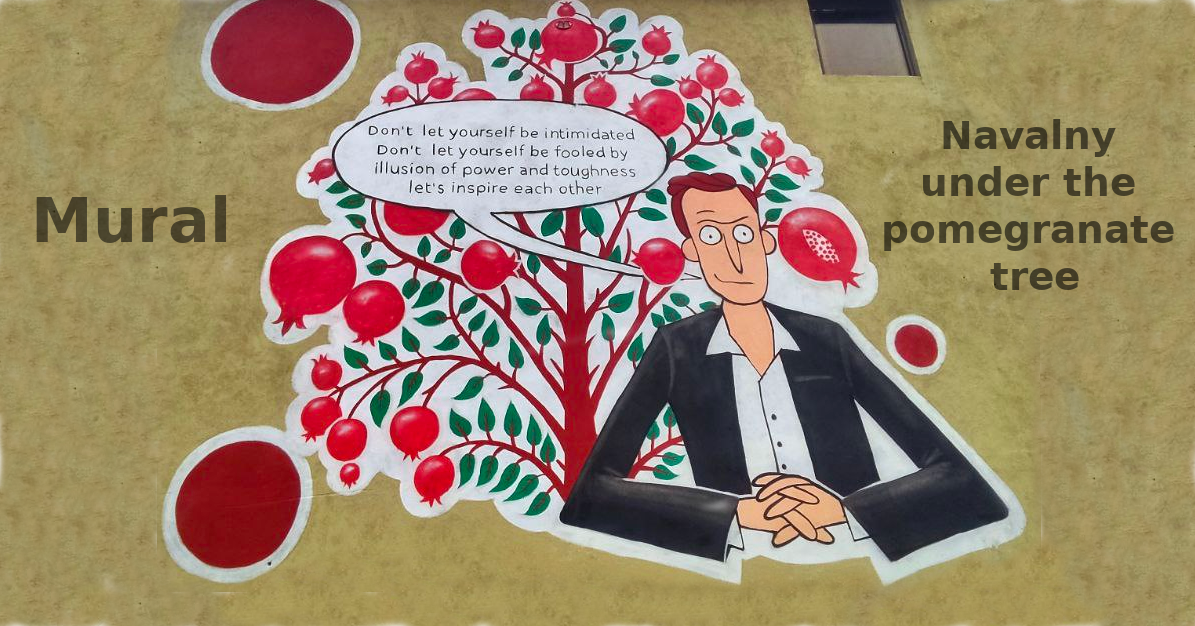 Mural
Don't let yourself be intimidated
Don't let yourself be fooled by
illusion of power and toughness
let's inspire each other
Navalny
under the
pomegranate
tree